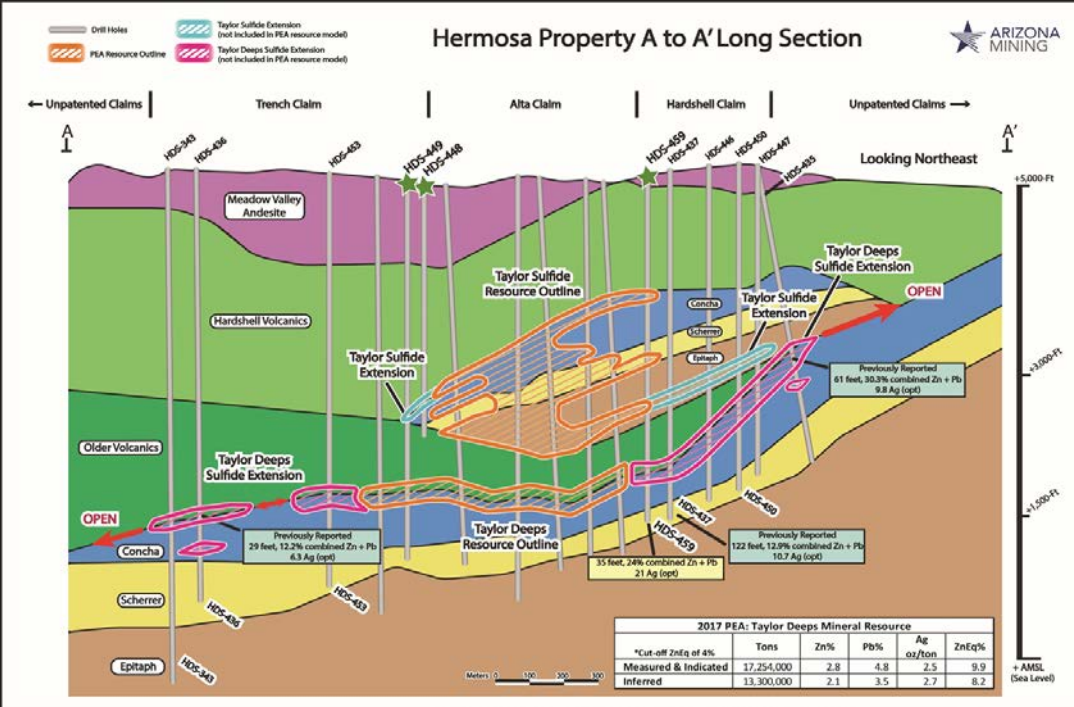 Drill Holes
PEA Resource Outline
Taylor Sulfide Extension
(not included in PEA resource model)
Taylor Deeps Sulfide Extension
(not included in PEA resource model)
Hermosa Property A to A' Long Section
ARIZONA
MINING
← Unpatented Claims
Trench Claim
Alta Claim
Hardshell Claim
Unpatented Claims →
A
A'
HDS-343
HDS-436
HDS-453
HDS-449
HDS-448
HDS-459
HDS-437
HDS-446
HDS-450
HDS-447
HDS-435
Looking Northeast
+5,000-Ft
Meadow Valley
Andesite
Taylor Deeps
Sulfide Extension
Taylor Sulfide
Resource Outline
OPEN
Taylor Sulfide
Extension
Concha
Hardshell Volcanics
Scherrer
Epitaph
Taylor Sulfide
Extension
+3,000-Ft
Previously Reported
61 feet, 30.3% combined Zn + Pb
9.8 Ag (opt)
Older Volcanics
Taylor Deeps
Sulfide Extension
OPEN
+1,500-Ft
HDS-450
HDS-437
HDS-459
Taylor Deeps
Resource Outline
Previously Reported
29 feet, 12.2% combined Zn + Pb
6.3 Ag (opt)
Previously Reported
122 feet, 12.9% combined Zn + Pb
10.7 Ag (opt)
35 feet, 24% combined Zn + Pb
21 Ag (opt)
Concha
Scherrer
HDS-453
HDS-436
Epitaph
HDS-343
2017 PEA: Taylor Deeps Mineral Resource
*Cut-off ZnEq of 4% Tons Zn% Pb% Ag oz/ton ZnEq%
Measured & Indicated 17,254,000 2.8 4.8 2.5 9.9
Inferred 13,300,000 2.1 3.5 2.7 8.2
Meters 0 100 200 300
+ AMSL
(Sea Level)